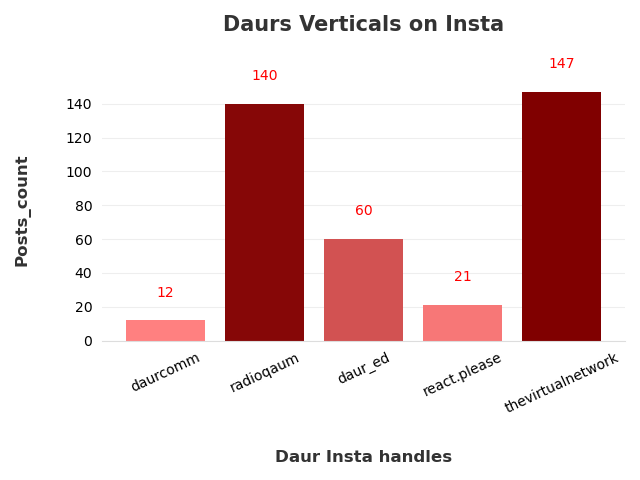 Daurs Verticals on Insta
147
140
60
21
12
Posts_count
140
120
100
80
60
40
20
0
daurcomm
radioqaum
daur_ed
react.please
thevirtualnetwork
Daur Insta handles